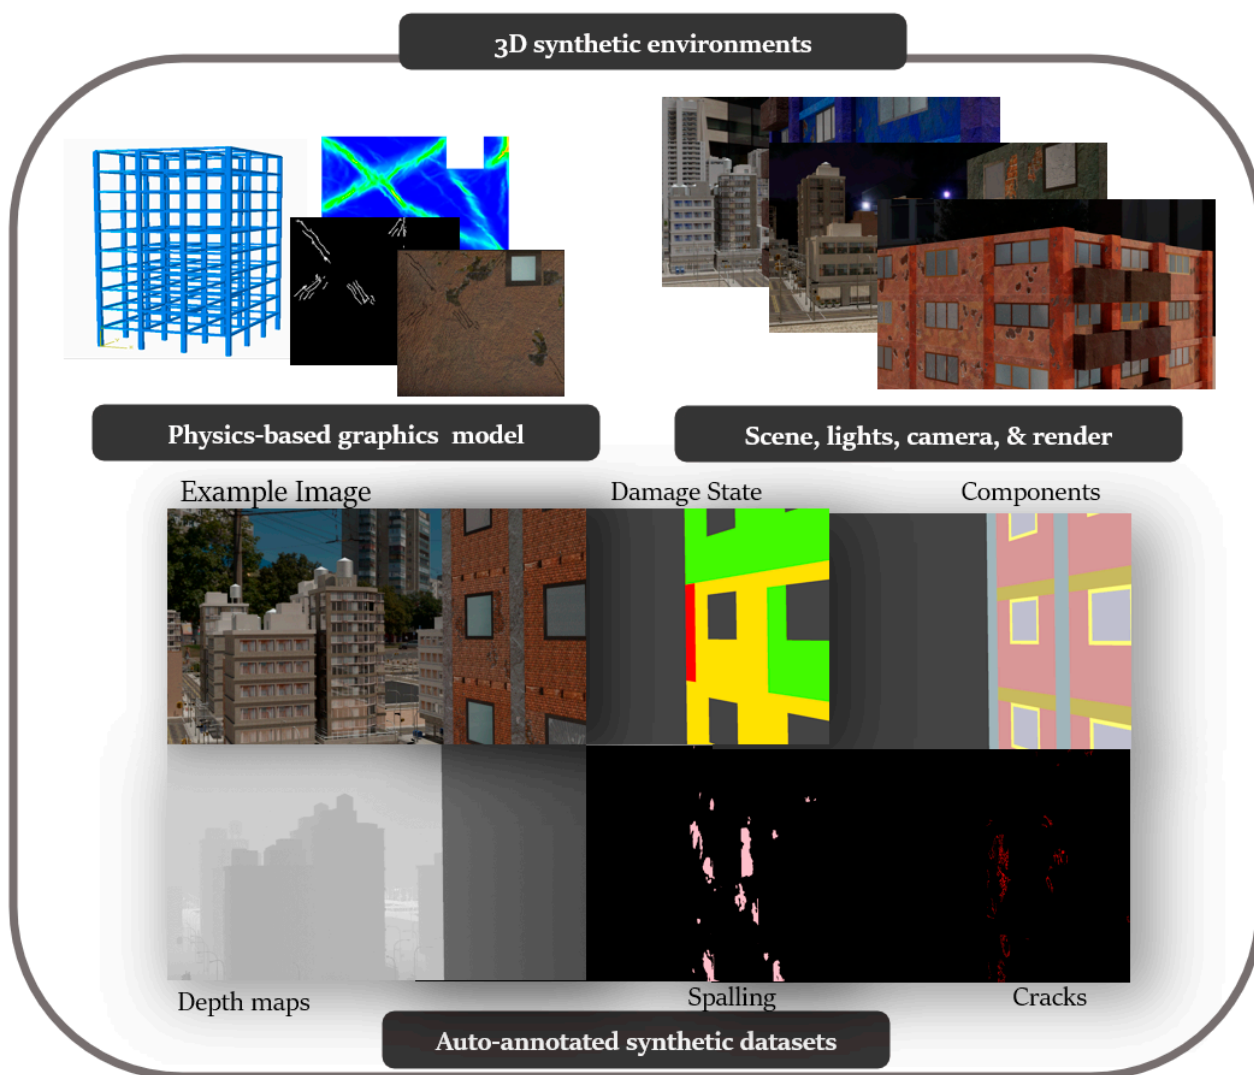 3D synthetic environments
Physics-based graphics model
Scene, lights, camera, & render
Example Image
Damage State
Components
Depth maps
Spalling
Cracks
Auto-annotated synthetic datasets